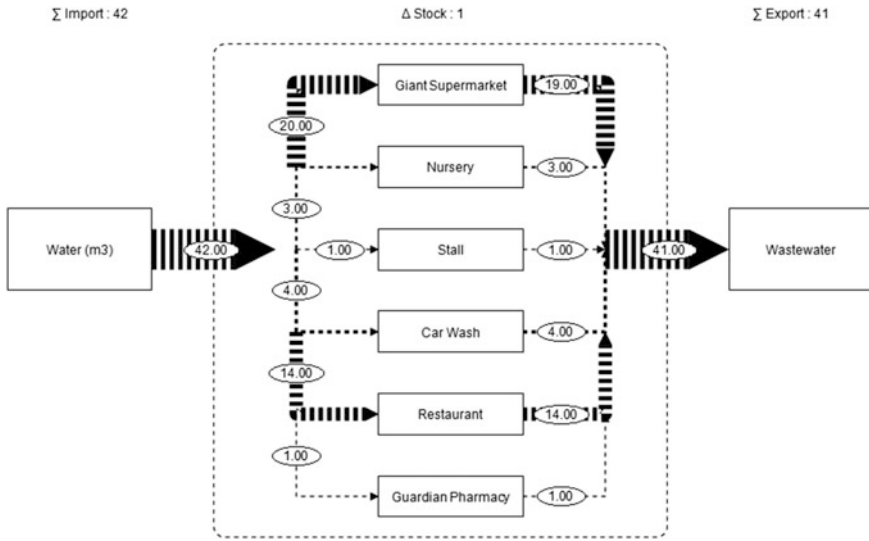 ∑ Import : 42
Δ Stock : 1
∑ Export : 41
Giant Supermarket
19.00
20.00
Nursery
3.00
3.00
Water (m3)
42.00
1.00
Stall
1.00
41.00
Wastewater
4.00
Car Wash
4.00
14.00
Restaurant
14.00
1.00
Guardian Pharmacy
1.00